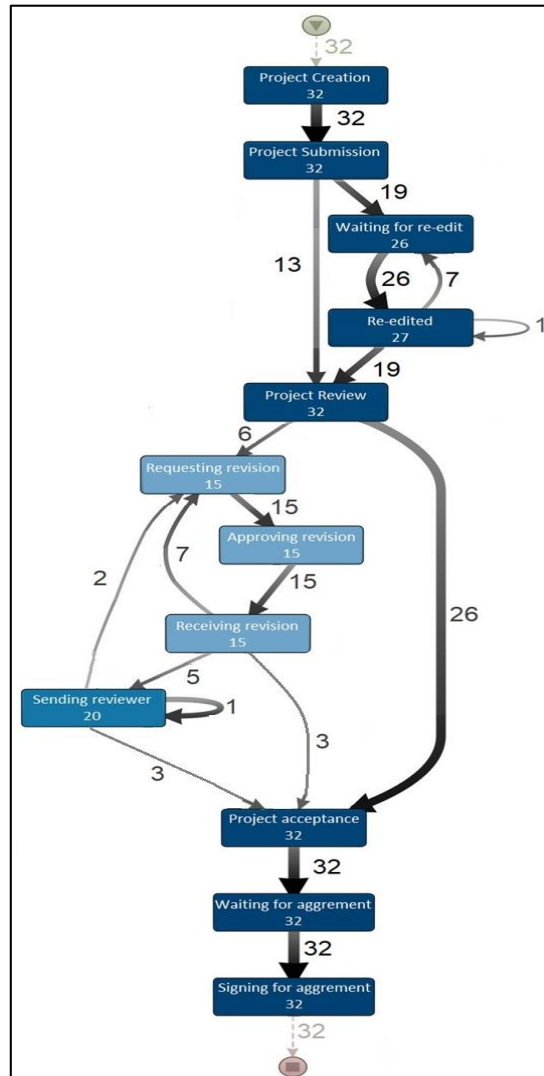 32
Project Creation
32
32
Project Submission
32
19
Waiting for re-edit
26
13
26
7
Re-edited
27
1
19
Project Review
32
6
Requesting revision
15
15
Approving revision
15
2
7
15
26
Receiving revision
15
5
Sending reviewer
20
1
3
3
Project acceptance
32
32
Waiting for aggrement
32
32
Signing for aggrement
32
32